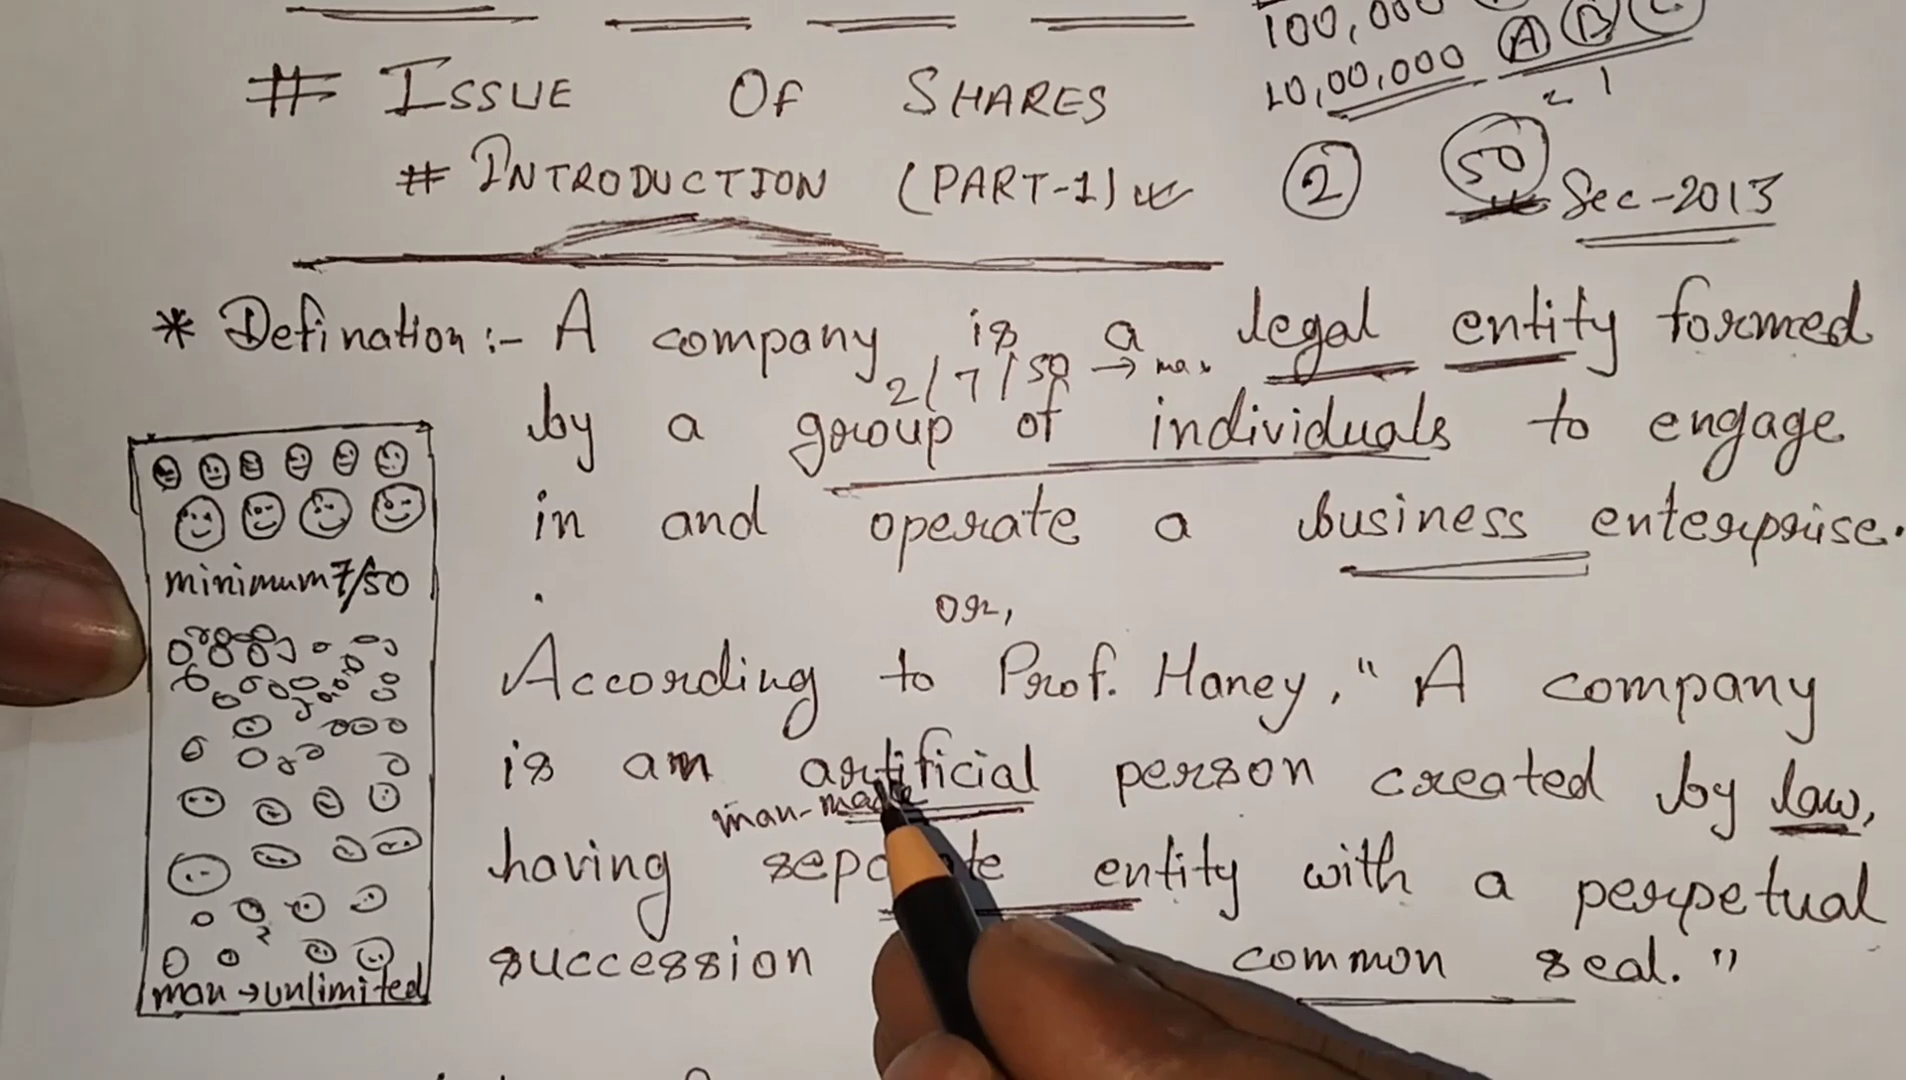 100,000
10,00,000 A B C
2 1
# ISSUE OF SHARES
# INTRODUCTION (PART-1)
2 50 Sec-2013
* Defination:- A company is a legal entity formed
2/7/50 → max
by a group of individuals to engage
in and operate a business enterprise.
or,
According to Prof. Haney, "A company
is am artificial person created by law,
man-made
having separate entity with a perpetual
succession common seal."
minimum 7/50
man → unlimited